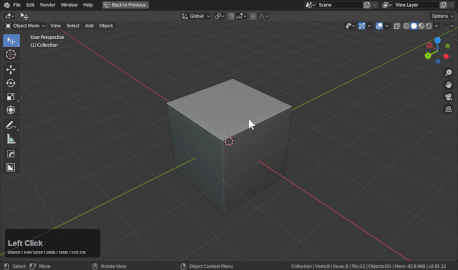 File Edit Render Window Help
Back to Previous
Scene
View Layer
Global
Options
Object Mode View Select Add Object
User Perspective
(1) Collection
Left Click
Select
Move
Rotate View
Object Context Menu
Collection | Verts:8 | Faces:6 | Tris:12 | Objects:0/1 | Mem: 42.6 MiB | v2.81.12